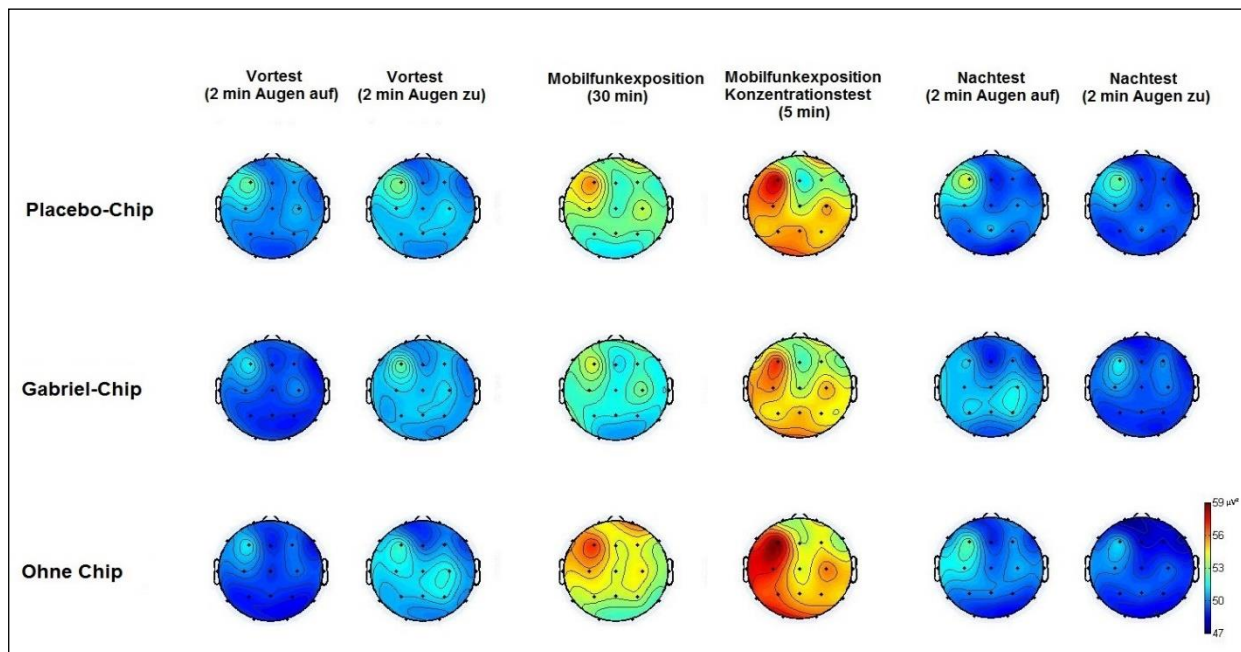 Vortest
(2 min Augen auf)
Vortest
(2 min Augen zu)
Mobilfunkexposition
(30 min)
Mobilfunkexposition
Konzentrationstest
(5 min)
Nachtest
(2 min Augen auf)
Nachtest
(2 min Augen zu)
Placebo-Chip
Gabriel-Chip
Ohne Chip
59 µV²
56
53
50
47